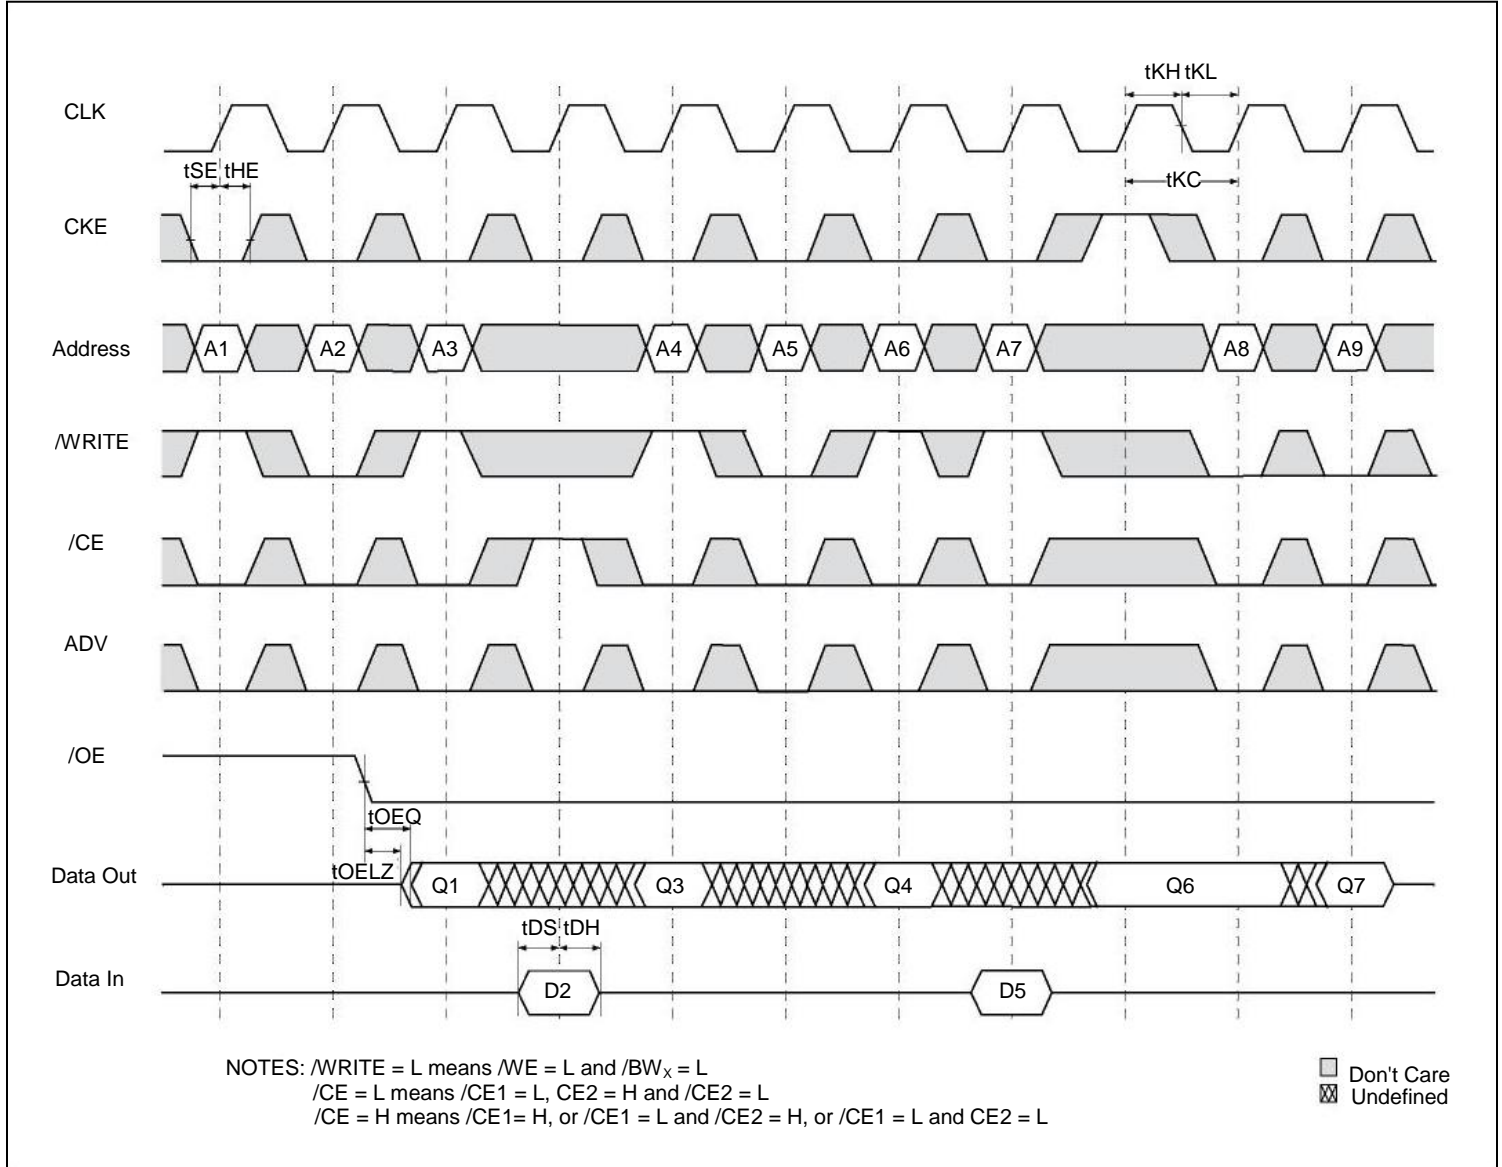 tKH tKL
CLK
tSE tHE
tKC
CKE
Address A1 A2 A3 A4 A5 A6 A7 A8 A9
/WRITE
/CE
ADV
/OE
tOEQ
tOELZ
Data Out Q1 Q3 Q4 Q6 Q7
tDS tDH
Data In D2 D5
NOTES: /WRITE = L means /WE = L and /BWX = L
/CE = L means /CE1 = L, CE2 = H and /CE2 = L
/CE = H means /CE1= H, or /CE1 = L and /CE2 = H, or /CE1 = L and CE2 = L
Don't Care
Undefined